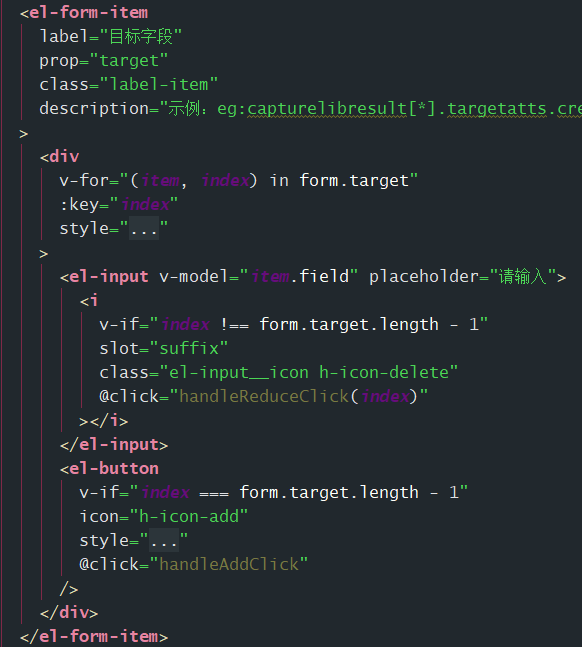 <el-form-item
label="目标字段"
prop="target"
class="label-item"
description="示例：eg:capturelibresult[*].targetatts.cre
>
<div
v-for="(item, index) in form.target"
:key="index"
style="..."
>
<el-input v-model="item.field" placeholder="请输入">
<i
v-if="index !== form.target.length - 1"
slot="suffix"
class="el-input__icon h-icon-delete"
@click="handleReduceClick(index)"
></i>
</el-input>
<el-button
v-if="index === form.target.length - 1"
icon="h-icon-add"
style="..."
@click="handleAddClick"
/>
</div>
</el-form-item>